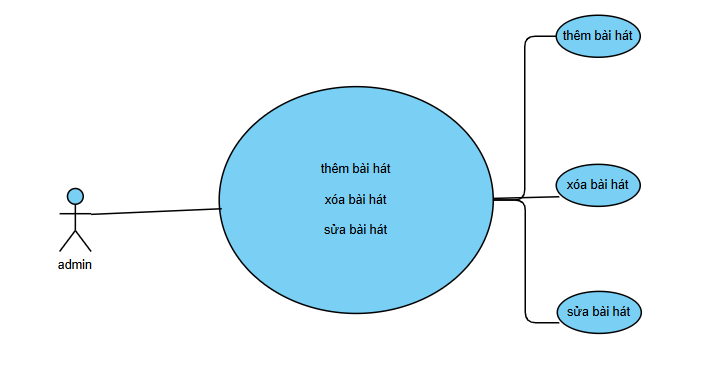 thêm bài hát
thêm bài hát
xóa bài hát
xóa bài hát
sửa bài hát
admin
sửa bài hát